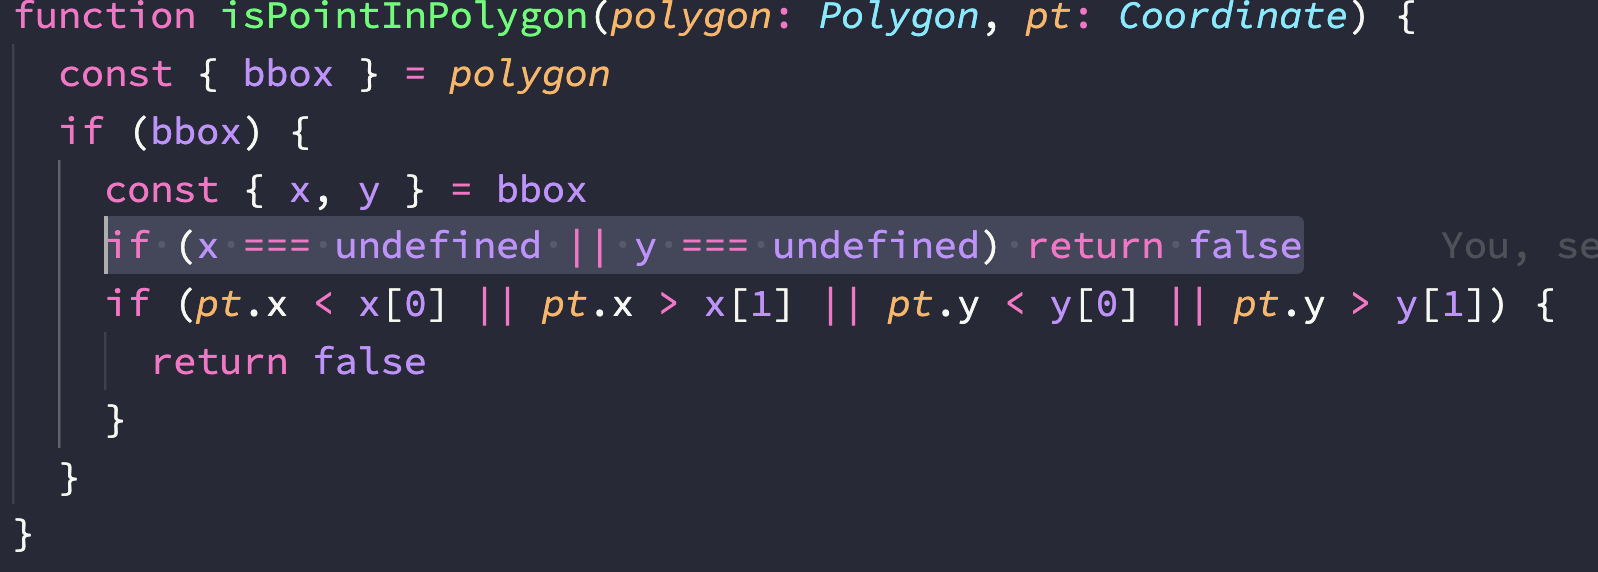 function isPointInPolygon(polygon: Polygon, pt: Coordinate) {
const { bbox } = polygon
if (bbox) {
const { x, y } = bbox
if (x === undefined || y === undefined) return false You, se
if (pt.x < x[0] || pt.x > x[1] || pt.y < y[0] || pt.y > y[1]) {
return false
}
}
}